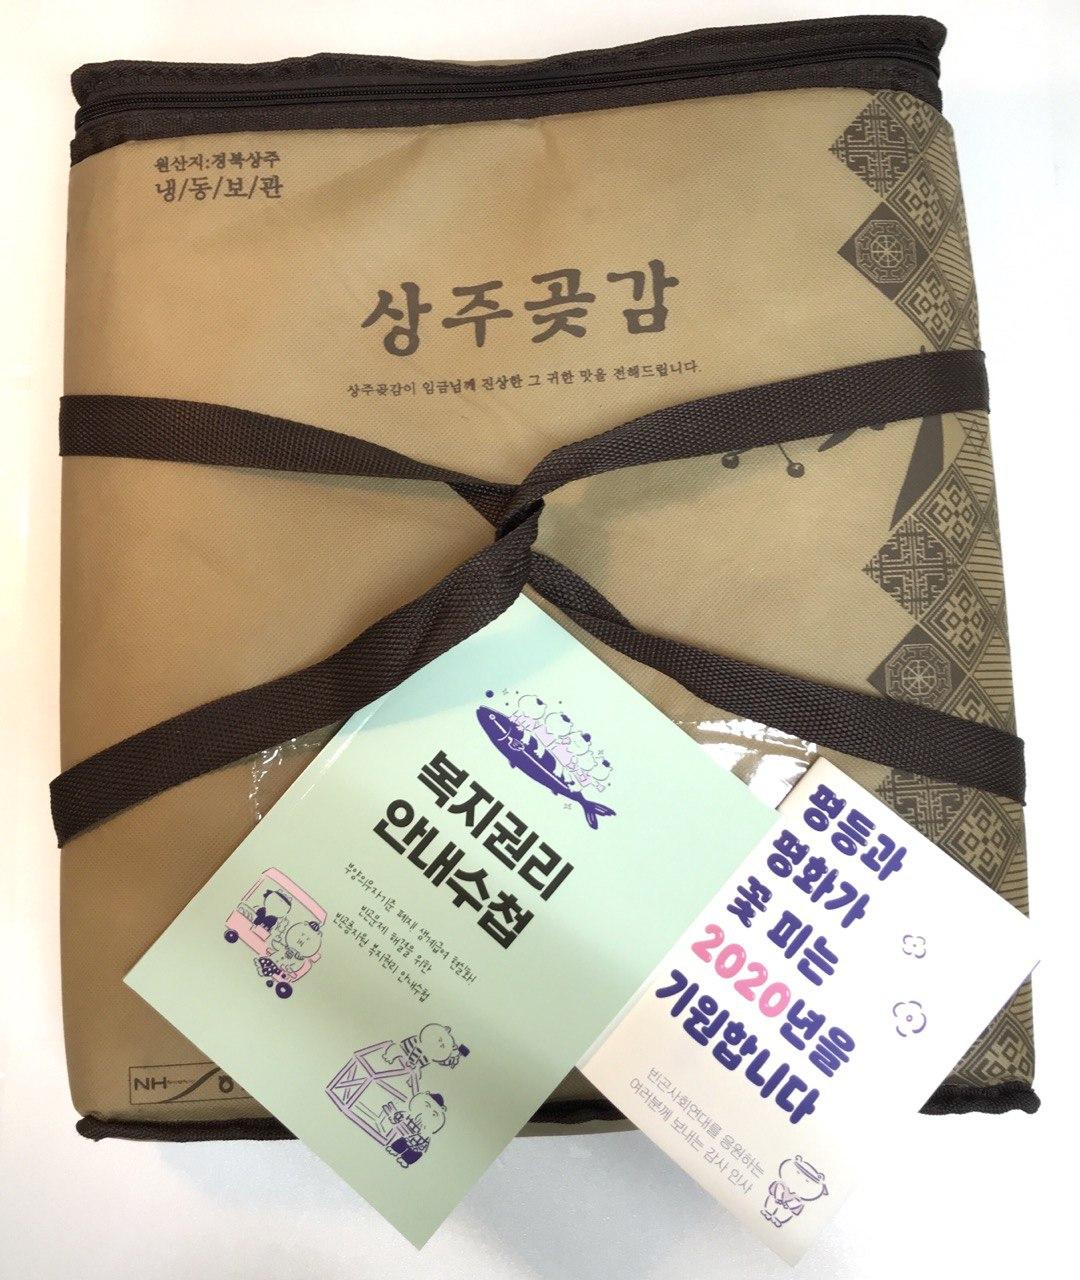 원산지:경북상주
냉/동/보/관
상주곶감
상주곶감이 임금님께 진상한 그 귀한 맛을 전해드립니다.
복지권리
안내수첩
부양의무자기준 폐지! 생계급여 현실화!
빈곤문제 해결을 위한
빈곤층지원 복지권리 안내수첩
평등과
평화가
꽃 피는
2020년을
기원합니다
빈곤사회연대를 응원하는
여러분께 보내는 감사 인사
NH